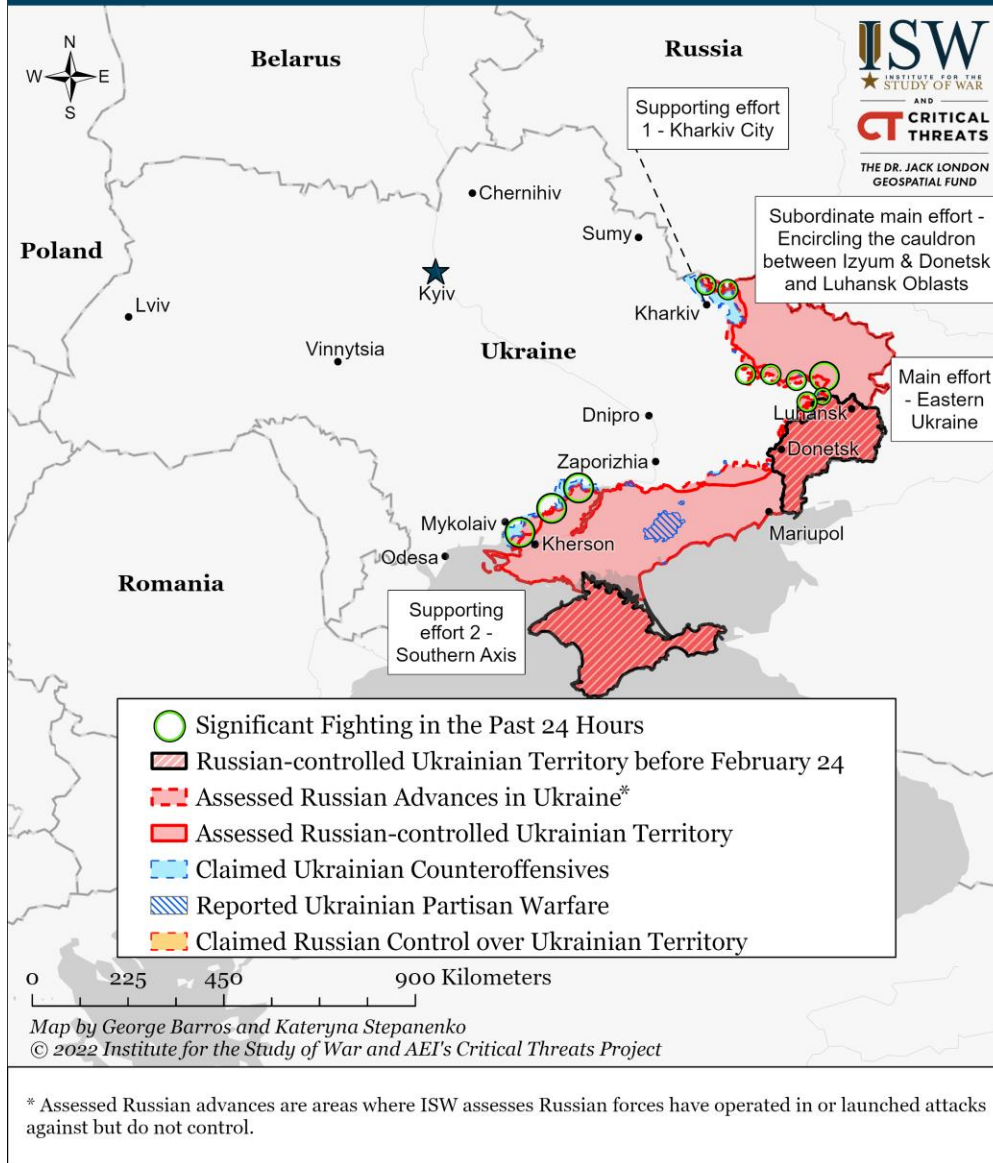 N
W E
S
Belarus
Russia
ISW
INSTITUTE FOR THE
STUDY OF WAR
AND
CT CRITICAL
THREATS
THE DR. JACK LONDON
GEOSPATIAL FUND
Supporting effort
1 - Kharkiv City
Chernihiv
Sumy
Subordinate main effort -
Encircling the cauldron
between Izyum & Donetsk
and Luhansk Oblasts
Poland
Kyiv
Lviv
Kharkiv
Vinnytsia
Ukraine
Main effort
- Eastern
Ukraine
Dnipro
Luhansk
Donetsk
Zaporizhia
Mykolaiv
Kherson
Mariupol
Odesa
Romania
Supporting
effort 2 -
Southern Axis
Significant Fighting in the Past 24 Hours
Russian-controlled Ukrainian Territory before February 24
Assessed Russian Advances in Ukraine*
Assessed Russian-controlled Ukrainian Territory
Claimed Ukrainian Counteroffensives
Reported Ukrainian Partisan Warfare
Claimed Russian Control over Ukrainian Territory
0 225 450 900 Kilometers
Map by George Barros and Kateryna Stepanenko
© 2022 Institute for the Study of War and AEI's Critical Threats Project
* Assessed Russian advances are areas where ISW assesses Russian forces have operated in or launched attacks
against but do not control.